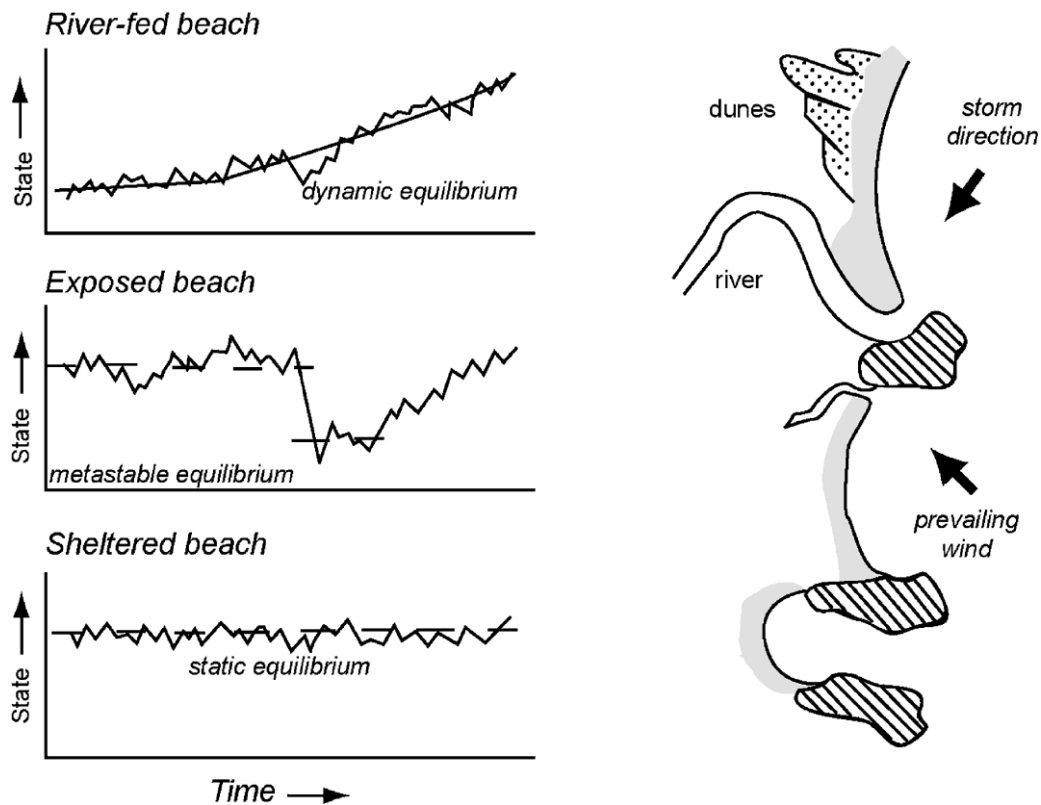 River-fed beach
State
dynamic equilibrium
Exposed beach
State
metastable equilibrium
Sheltered beach
State
static equilibrium
Time
dunes
storm
direction
river
prevailing
wind